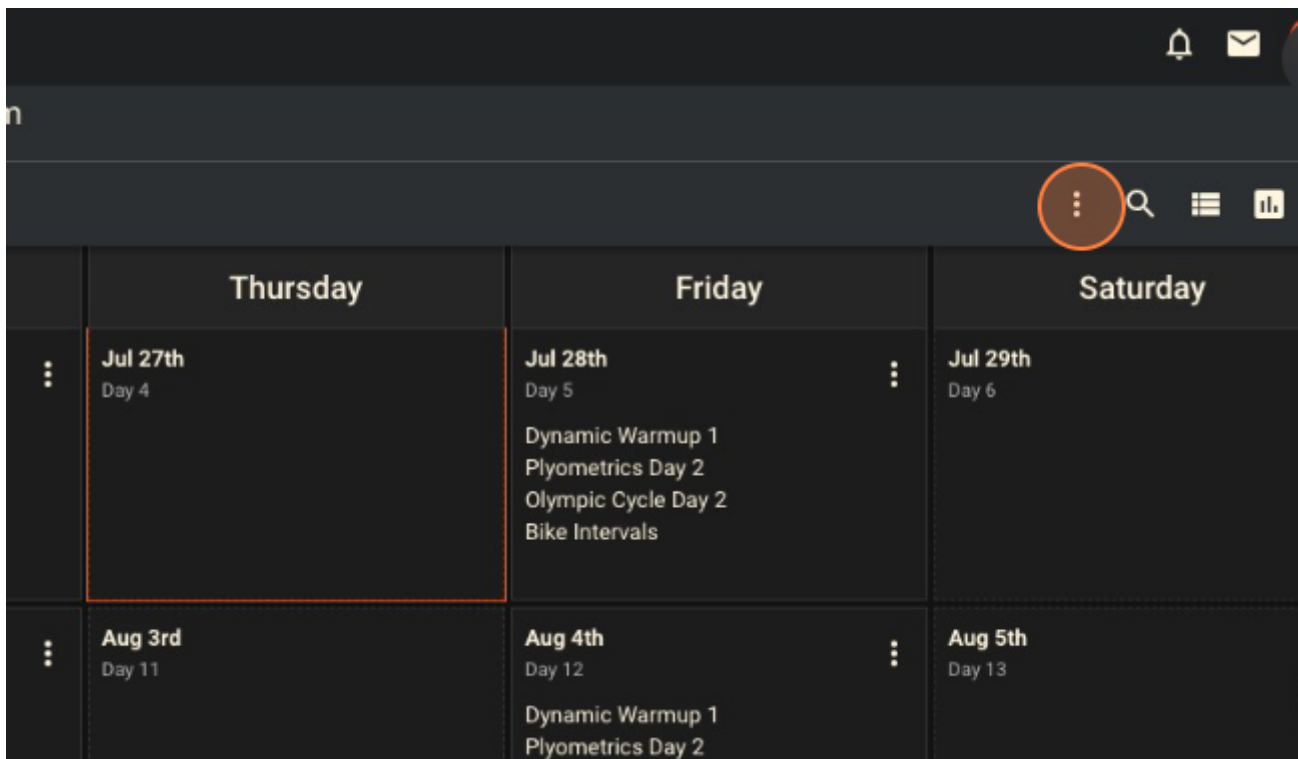 m
Thursday
Friday
Saturday
Jul 27th
Day 4
Jul 28th
Day 5
Dynamic Warmup 1
Plyometrics Day 2
Olympic Cycle Day 2
Bike Intervals
Jul 29th
Day 6
Aug 3rd
Day 11
Aug 4th
Day 12
Dynamic Warmup 1
Plyometrics Day 2
Aug 5th
Day 13